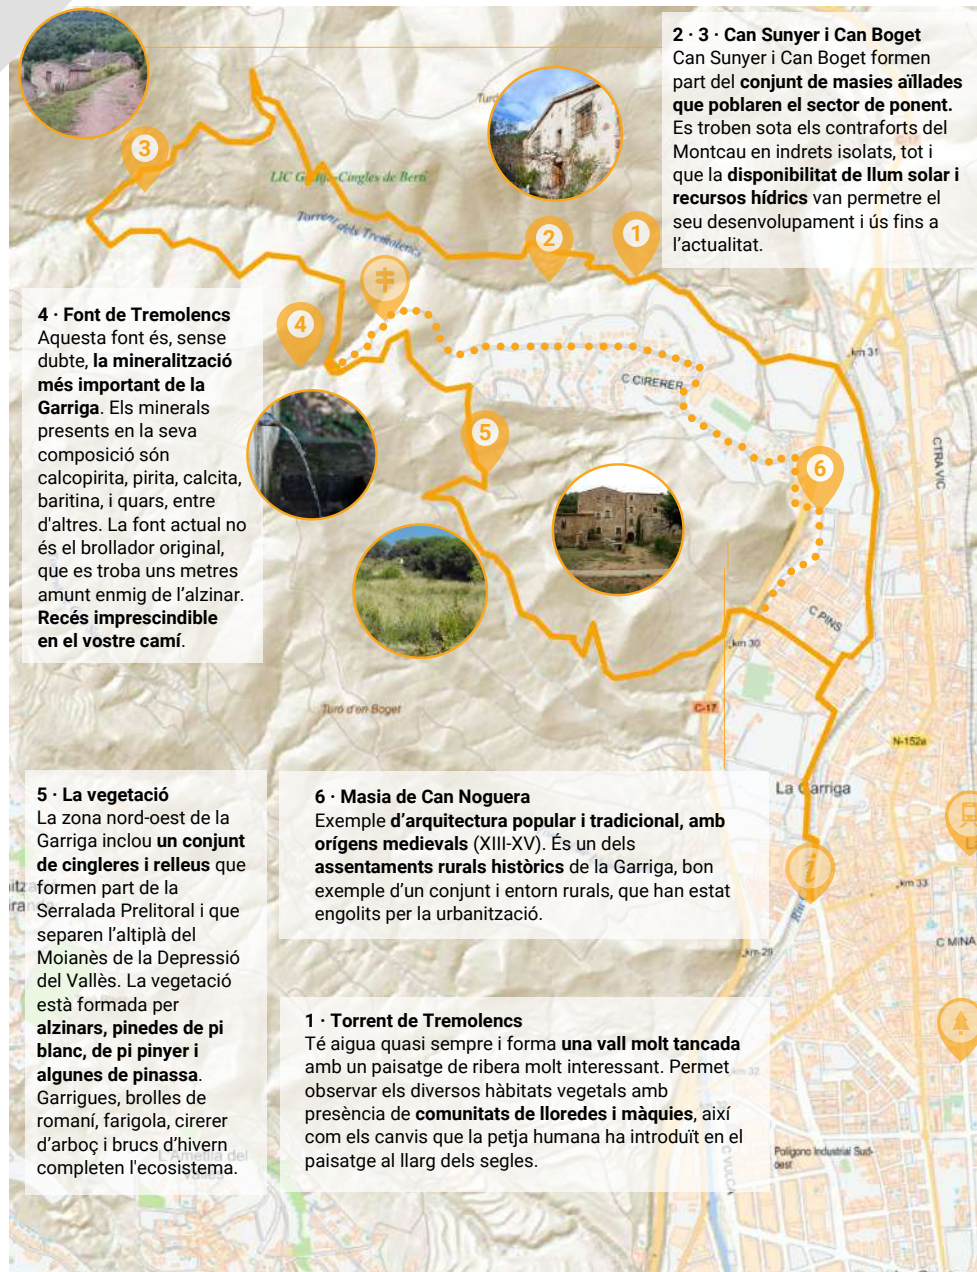 2 · 3 · Can Sunyer i Can Boget
Can Sunyer i Can Boget formen
part del conjunt de masies aïllades
que poblaren el sector de ponent.
Es troben sota els contraforts del
Montcau en indrets isolats, tot i
que la disponibilitat de llum solar i
recursos hídrics van permetre el
seu desenvolupament i ús fins a
l'actualitat.
3
2
1
Torrent dels Tremolencs
4 · Font de Tremolencs
Aquesta font és, sense
dubte, la mineralització
més important de la
Garriga. Els minerals
presents en la seva
composició són
calcopirita, pirita, calcita,
baritina, i quars, entre
d'altres. La font actual no
és el brollador original,
que es troba uns metres
amunt enmig de l'alzinar.
Recés imprescindible
en el vostre camí.
4
km 31
C CIRERER
5
6
CTRA VIC
C PINS
km 30
Turó d'en Boget
C-17
N-152a
La Garriga
5 · La vegetació
La zona nord-oest de la
Garriga inclou un conjunt
de cingleres i relleus que
formen part de la
Serralada Prelitoral i que
separen l'altiplà del
Moianès de la Depressió
del Vallès. La vegetació
està formada per
alzinars, pinedes de pi
blanc, de pi pinyer i
algunes de pinassa.
Garrigues, brolles de
romaní, farigola, cirerer
d'arboç i brucs d'hivern
completen l'ecosistema.
6 · Masia de Can Noguera
Exemple d'arquitectura popular i tradicional, amb
orígens medievals (XIII-XV). És un dels
assentaments rurals històrics de la Garriga, bon
exemple d'un conjunt i entorn rurals, que han estat
engolits per la urbanització.
i
km 33
C MINA
km 29
1 · Torrent de Tremolencs
Té aigua quasi sempre i forma una vall molt tancada
amb un paisatge de ribera molt interessant. Permet
observar els diversos hàbitats vegetals amb
presència de comunitats de lloredes i màquies, així
com els canvis que la petja humana ha introduït en el
paisatge al llarg dels segles.
km 32
Polígono Industrial Sud-
oest